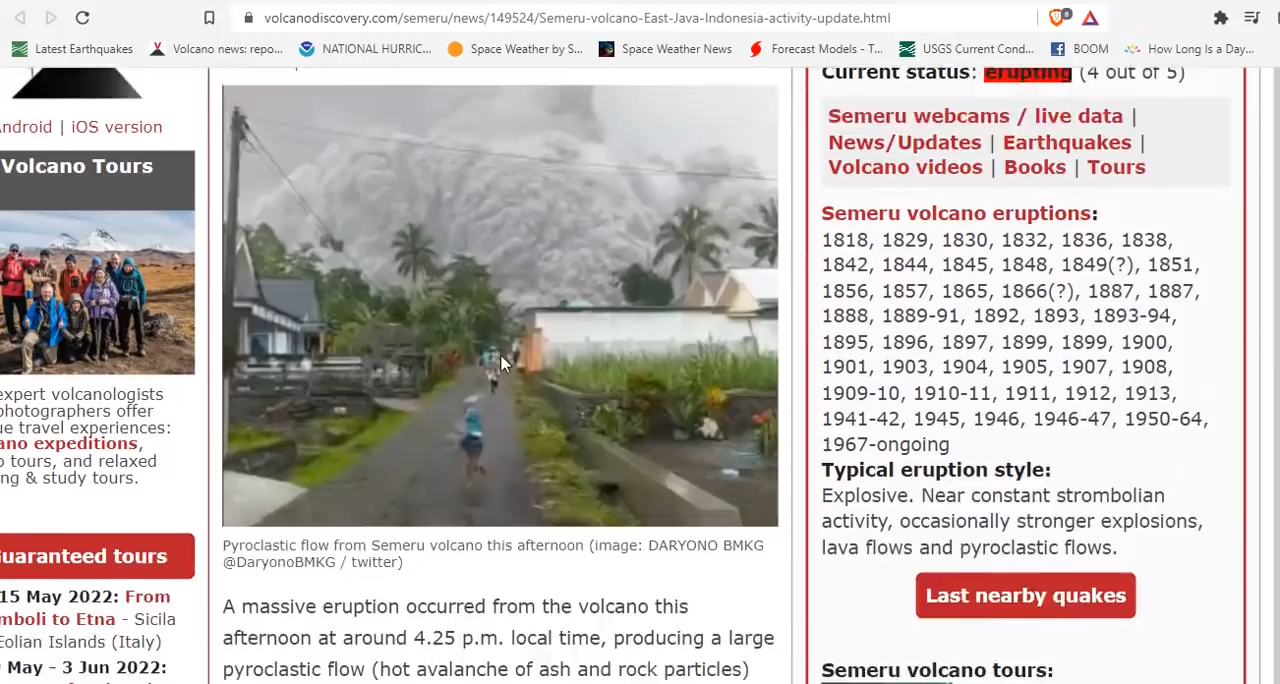 volcanodiscovery.com/semeru/news/149524/Semeru-volcano-East-Java-Indonesia-activity-update.html
8
Latest Earthquakes
Volcano news: repo...
NATIONAL HURRIC...
Space Weather by S...
Space Weather News
Forecast Models - T...
USGS Current Cond...
BOOM
How Long Is a Day...
ndroid | iOS version
Volcano Tours
expert volcanologists
photographers offer
ue travel experiences:
ano expeditions,
o tours, and relaxed
ng & study tours.
Guaranteed tours
15 May 2022: From
mboli to Etna - Sicila
Eolian Islands (Italy)
May - 3 Jun 2022:
Pyroclastic flow from Semeru volcano this afternoon (image: DARYONO BMKG
@DaryonoBMKG / twitter)
A massive eruption occurred from the volcano this
afternoon at around 4.25 p.m. local time, producing a large
pyroclastic flow (hot avalanche of ash and rock particles)
Current status: erupting (4 out of 5)
Semeru webcams / live data |
News/Updates | Earthquakes |
Volcano videos | Books | Tours
Semeru volcano eruptions:
1818, 1829, 1830, 1832, 1836, 1838,
1842, 1844, 1845, 1848, 1849(?), 1851,
1856, 1857, 1865, 1866(?), 1887, 1887,
1888, 1889-91, 1892, 1893, 1893-94,
1895, 1896, 1897, 1899, 1899, 1900,
1901, 1903, 1904, 1905, 1907, 1908,
1909-10, 1910-11, 1911, 1912, 1913,
1941-42, 1945, 1946, 1946-47, 1950-64,
1967-ongoing
Typical eruption style:
Explosive. Near constant strombolian
activity, occasionally stronger explosions,
lava flows and pyroclastic flows.
Last nearby quakes
Semeru volcano tours: